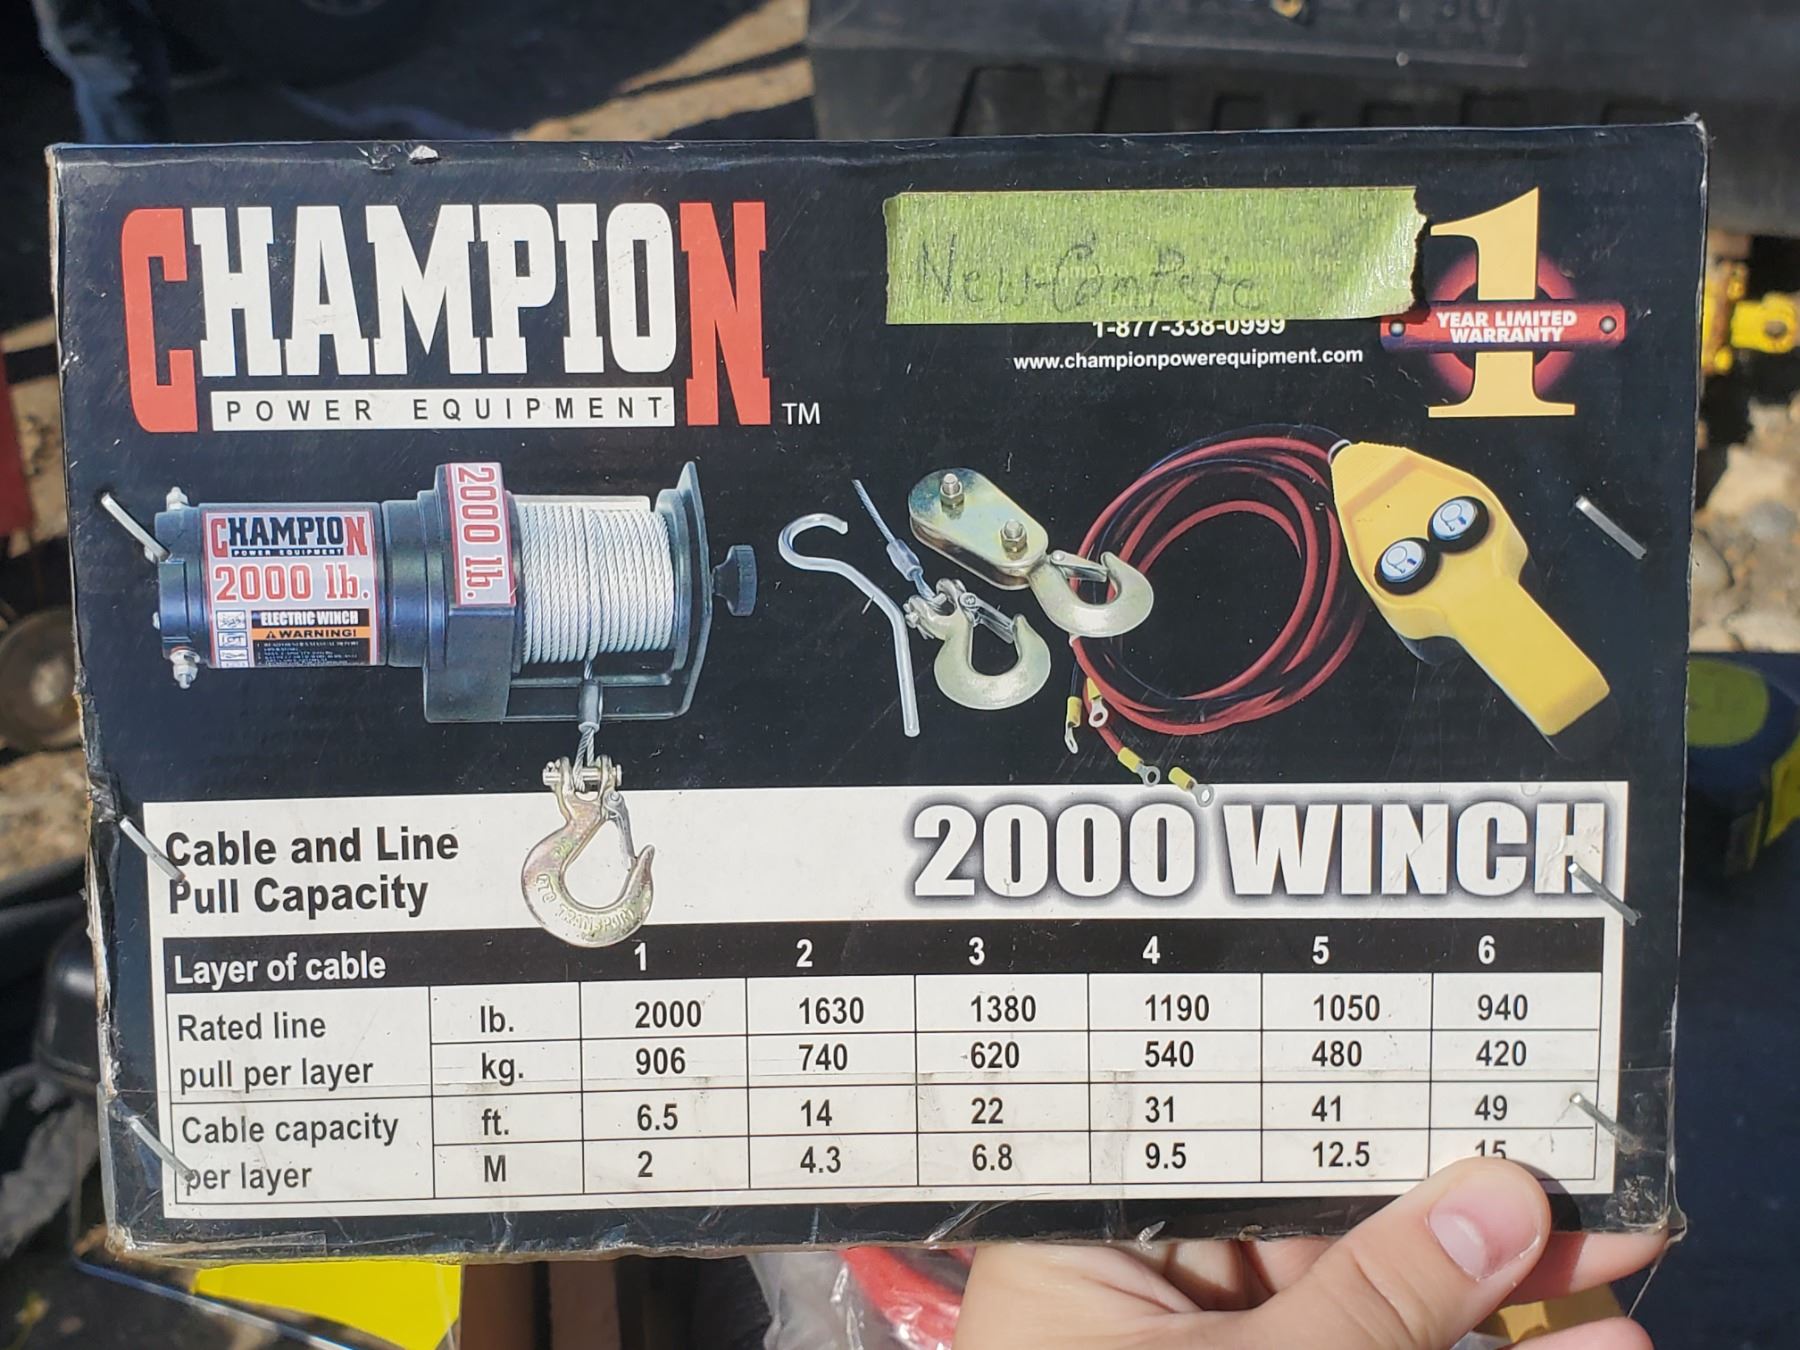 CHAMPION
POWER EQUIPMENT
TM
New-Compete
1-877-338-0999
www.championpowerequipment.com
1
YEAR LIMITED
WARRANTY
CHAMPION
POWER EQUIPMENT
2000 lb.
ELECTRIC WINCH
WARNING!
2000 lb.
Cable and Line
Pull Capacity
2000 WINCH
Layer of cable 1 2 3 4 5 6
Rated line
pull per layer
lb. 2000 1630 1380 1190 1050 940
kg. 906 740 620 540 480 420
Cable capacity
per layer
ft. 6.5 14 22 31 41 49
M 2 4.3 6.8 9.5 12.5 15